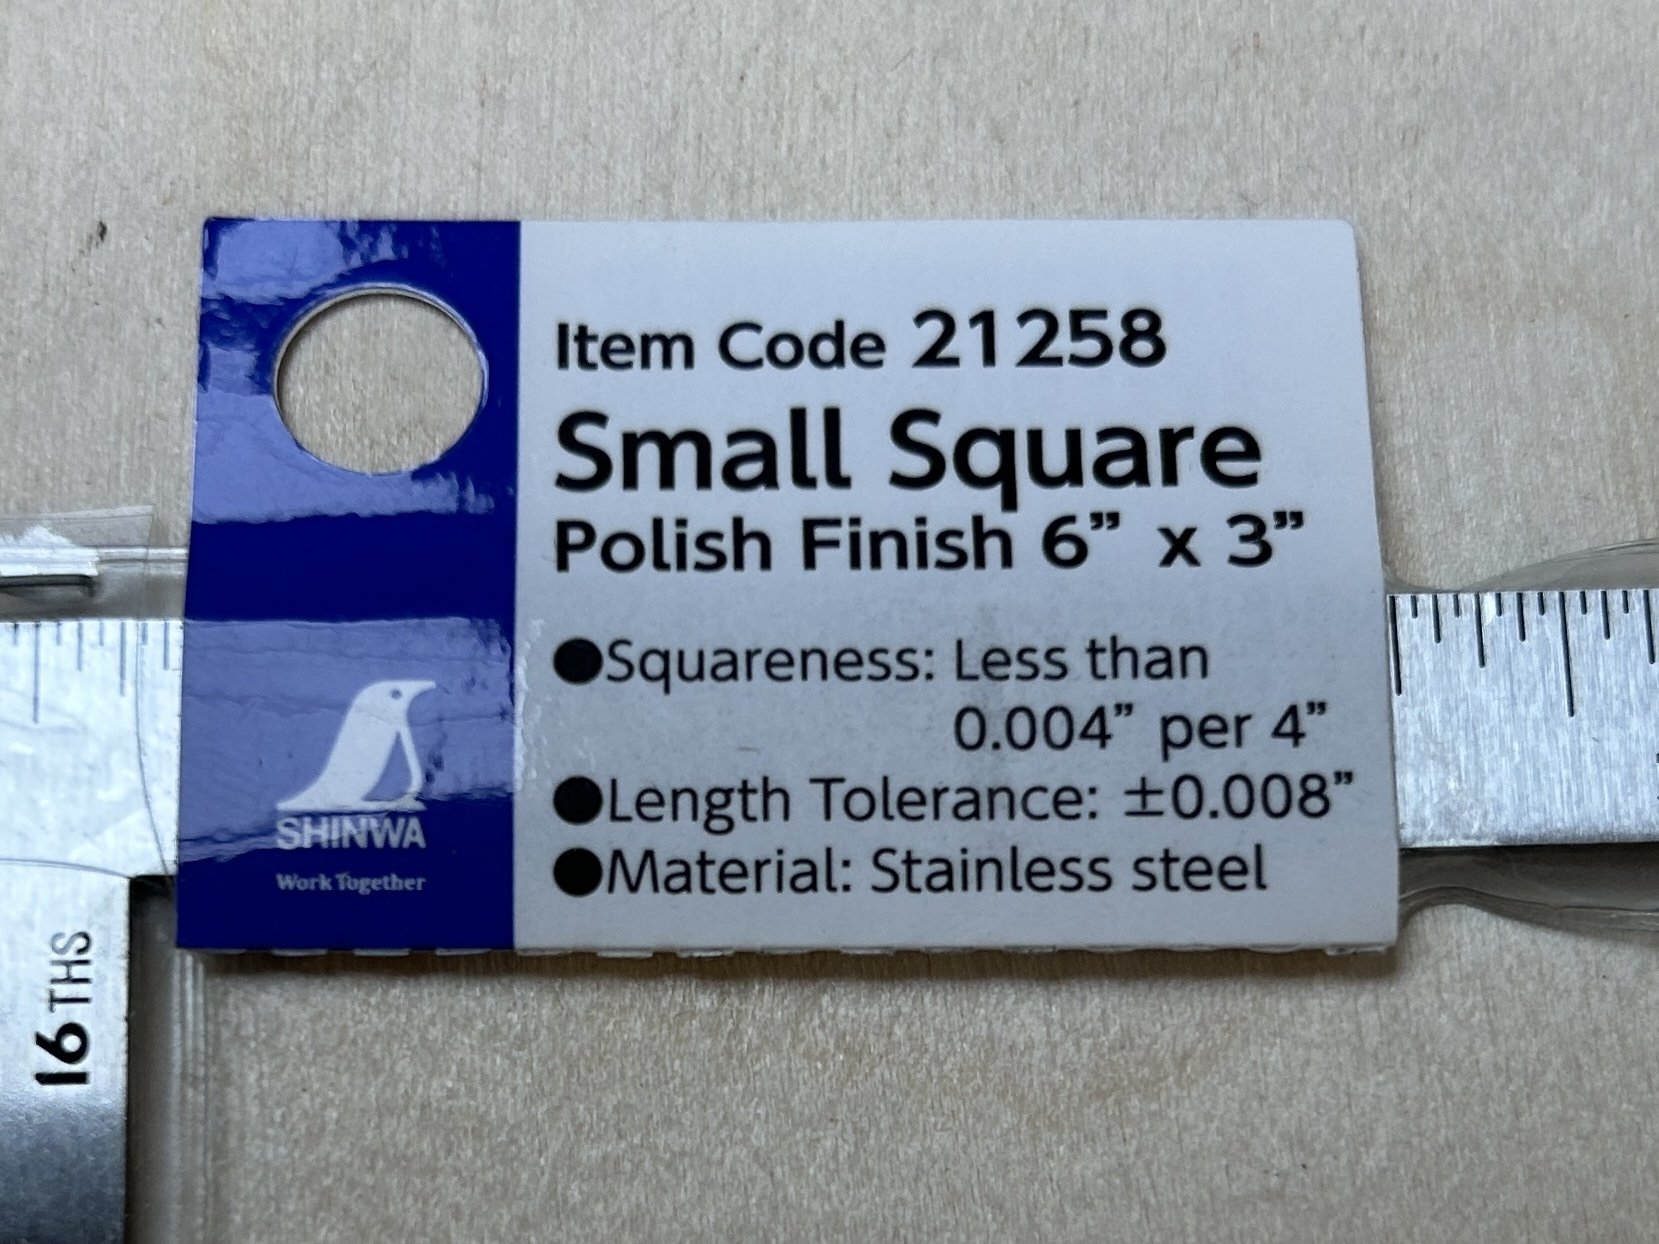 Item Code 21258
Small Square
Polish Finish 6” x 3”
●Squareness: Less than
0.004” per 4”
●Length Tolerance: ±0.008”
●Material: Stainless steel
SHINWA
Work Together
16THS